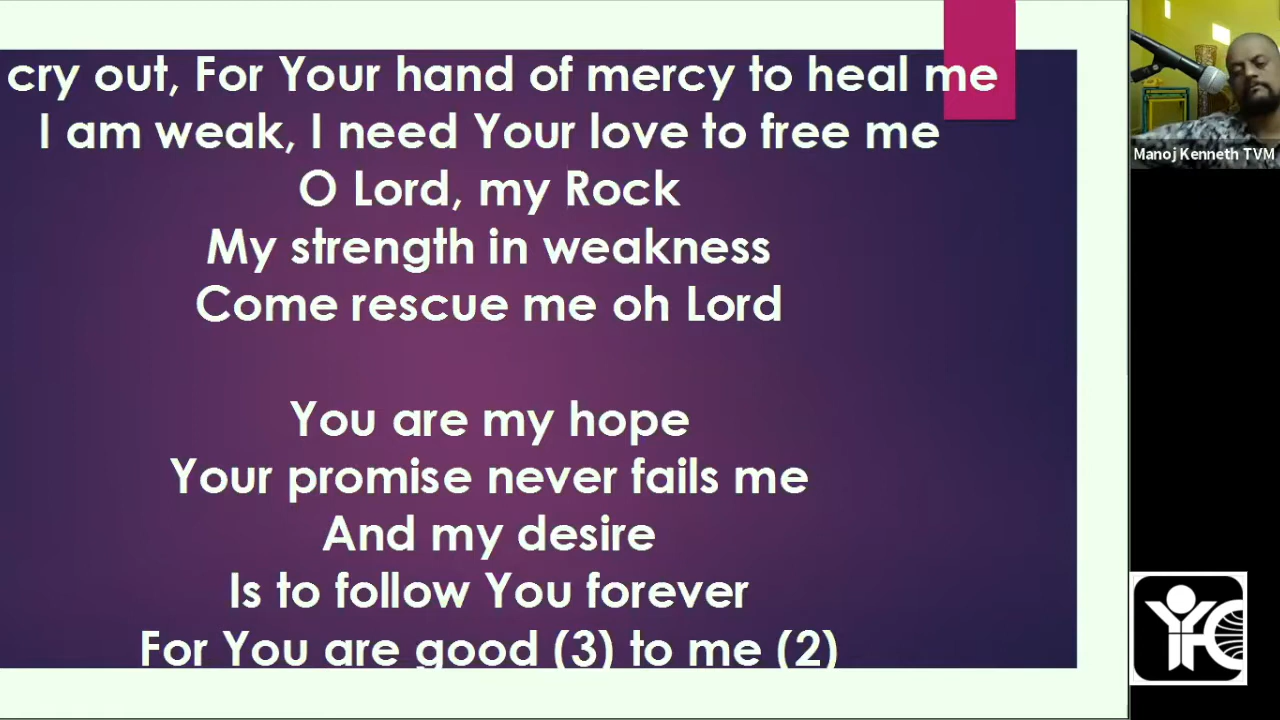 cry out, For Your hand of mercy to heal me
I am weak, I need Your love to free me
O Lord, my Rock
My strength in weakness
Come rescue me oh Lord
You are my hope
Your promise never fails me
And my desire
Is to follow You forever
For You are good (3) to me (2)
Manoj Kenneth TVM
YFC